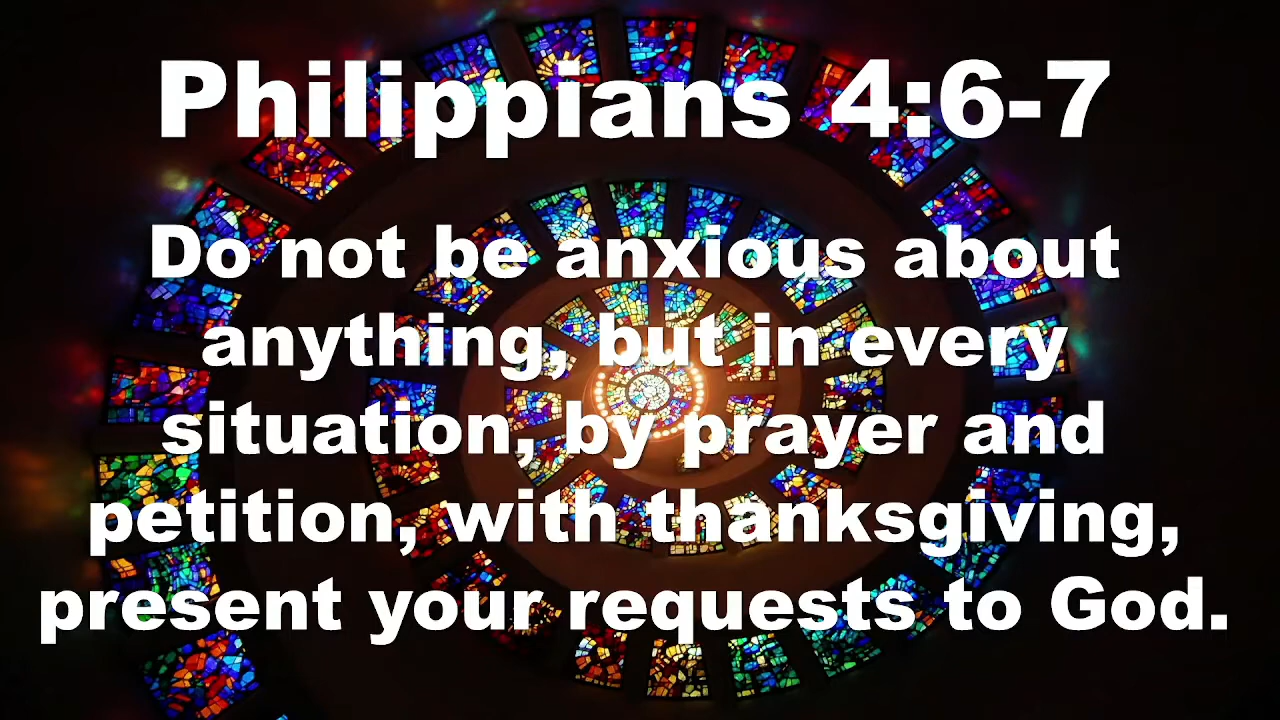 Philippians 4:6-7
Do not be anxious about
anything, but in every
situation, by prayer and
petition, with thanksgiving,
present your requests to God.